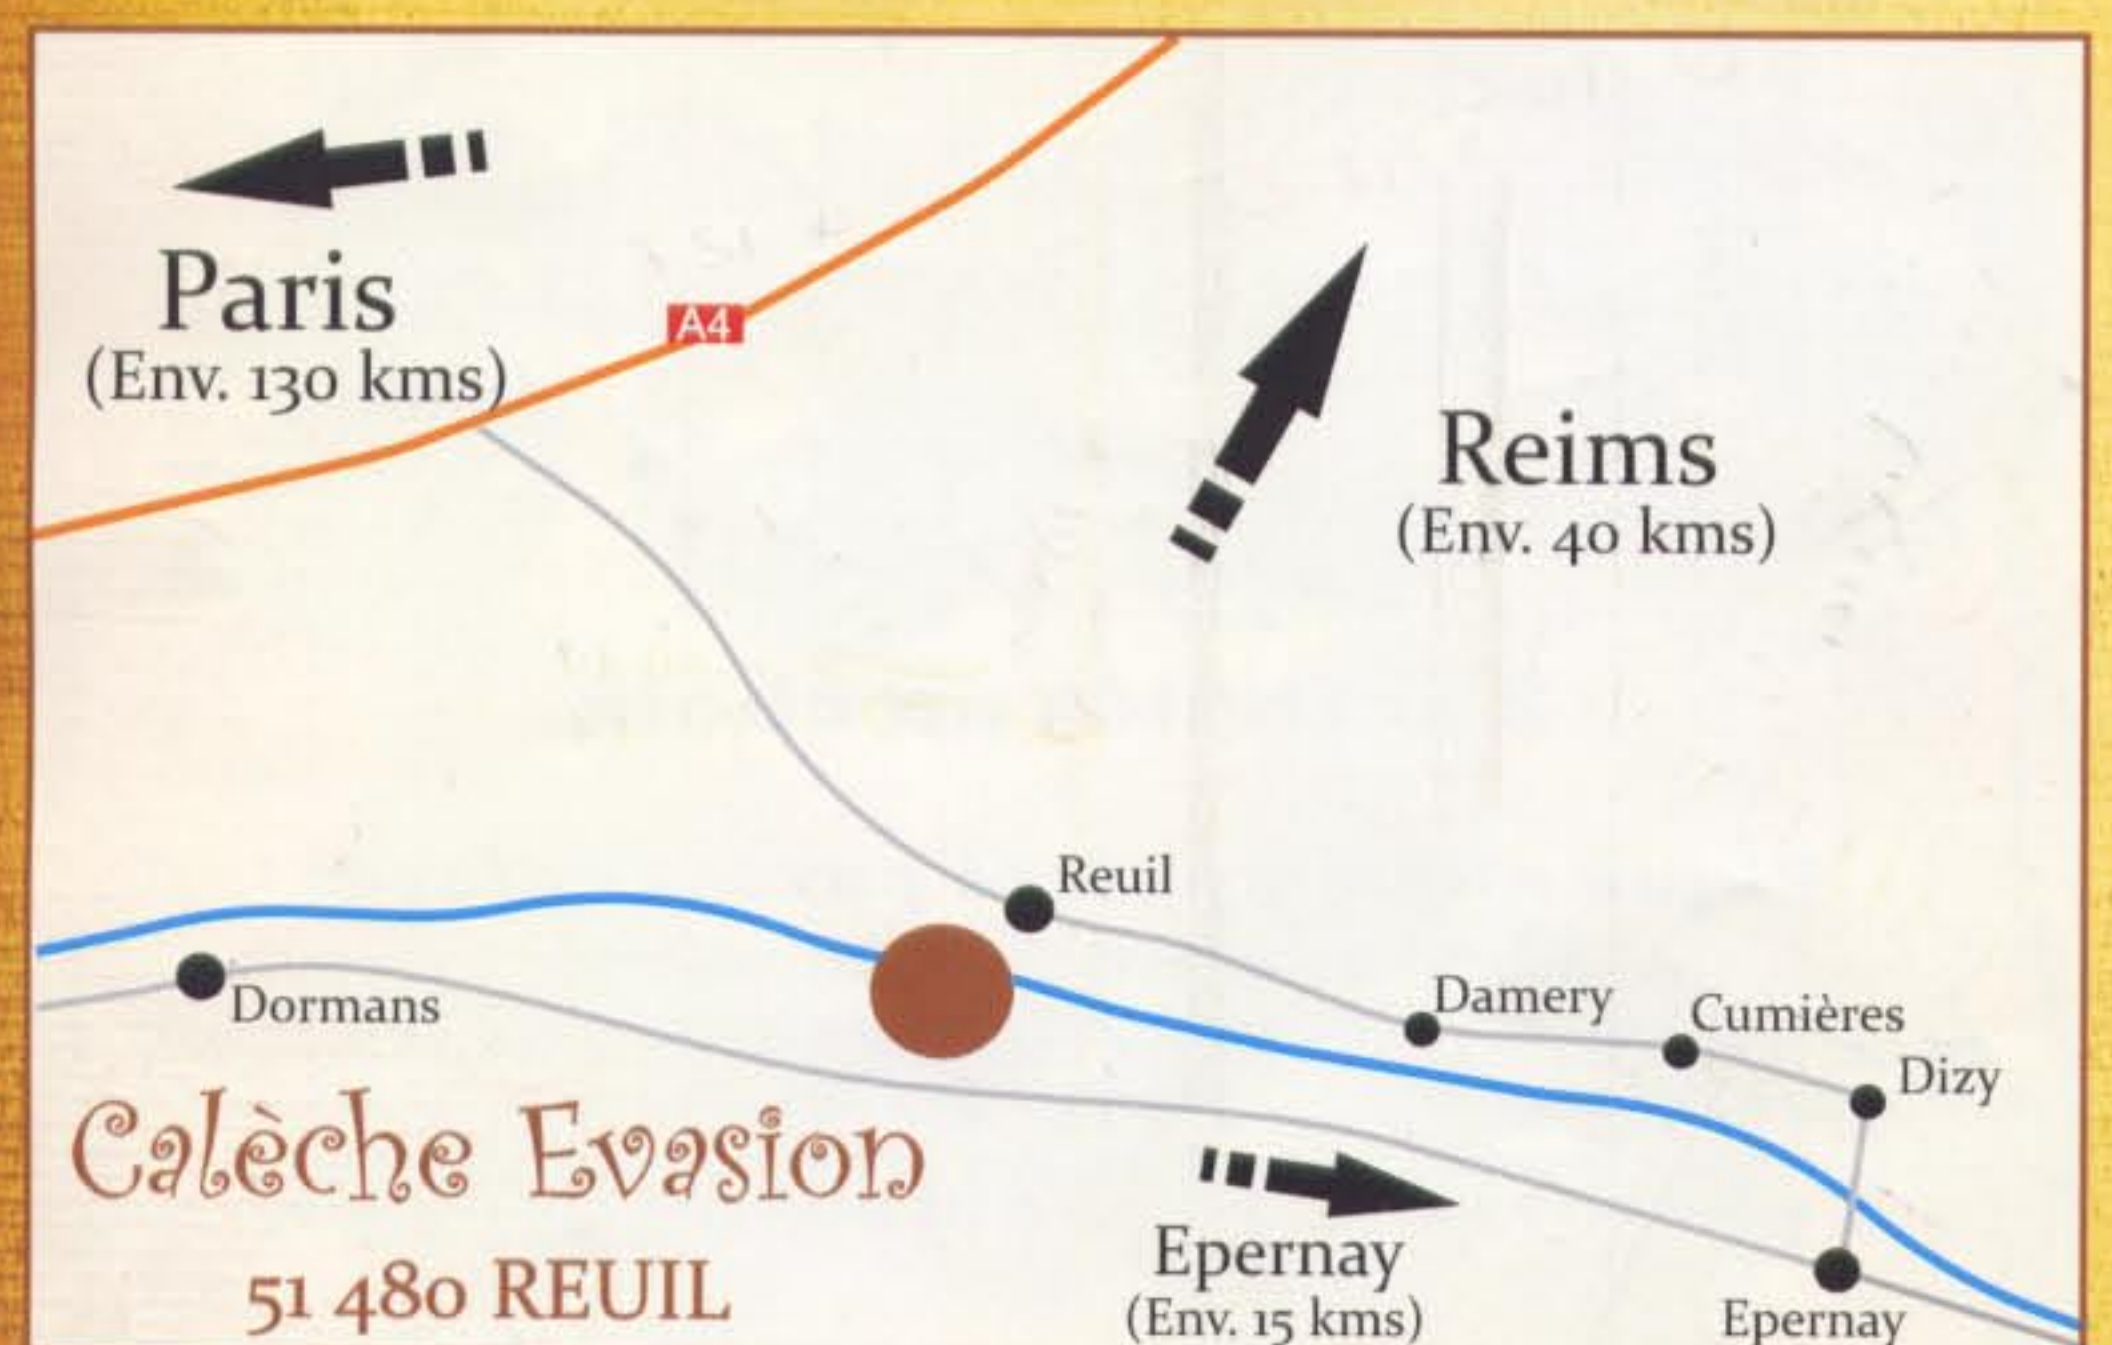 Paris
(Env. 130 kms)
A4
Reims
(Env. 40 kms)
Reuil
Dormans
Damery
Cumières
Dizy
Calèche Evasion
51 480 REUIL
Epernay
(Env. 15 kms)
Epernay